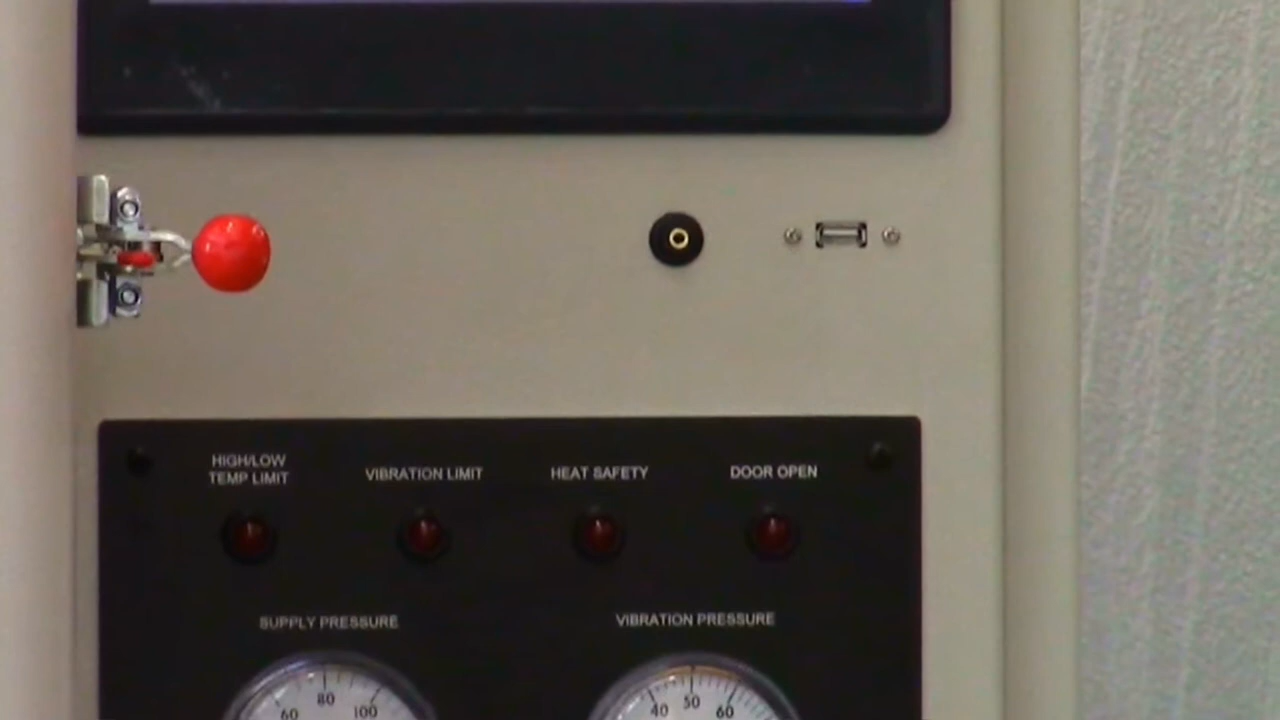 HIGH/LOW
TEMP LIMIT
VIBRATION LIMIT
HEAT SAFETY
DOOR OPEN
SUPPLY PRESSURE
VIBRATION PRESSURE
60 80 100
40 50 60